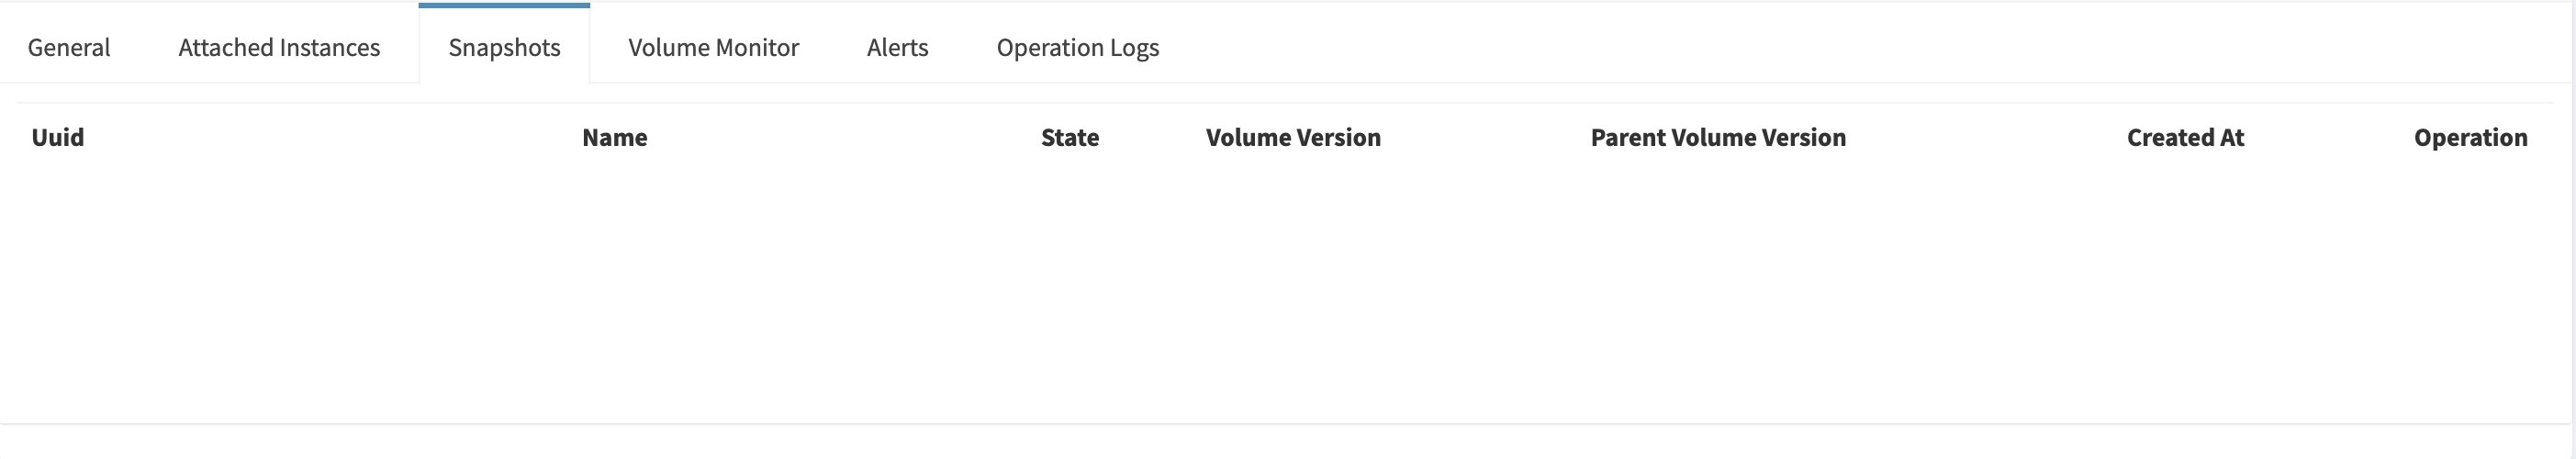 General Attached Instances Snapshots Volume Monitor Alerts Operation Logs
Uuid Name State Volume Version Parent Volume Version Created At Operation